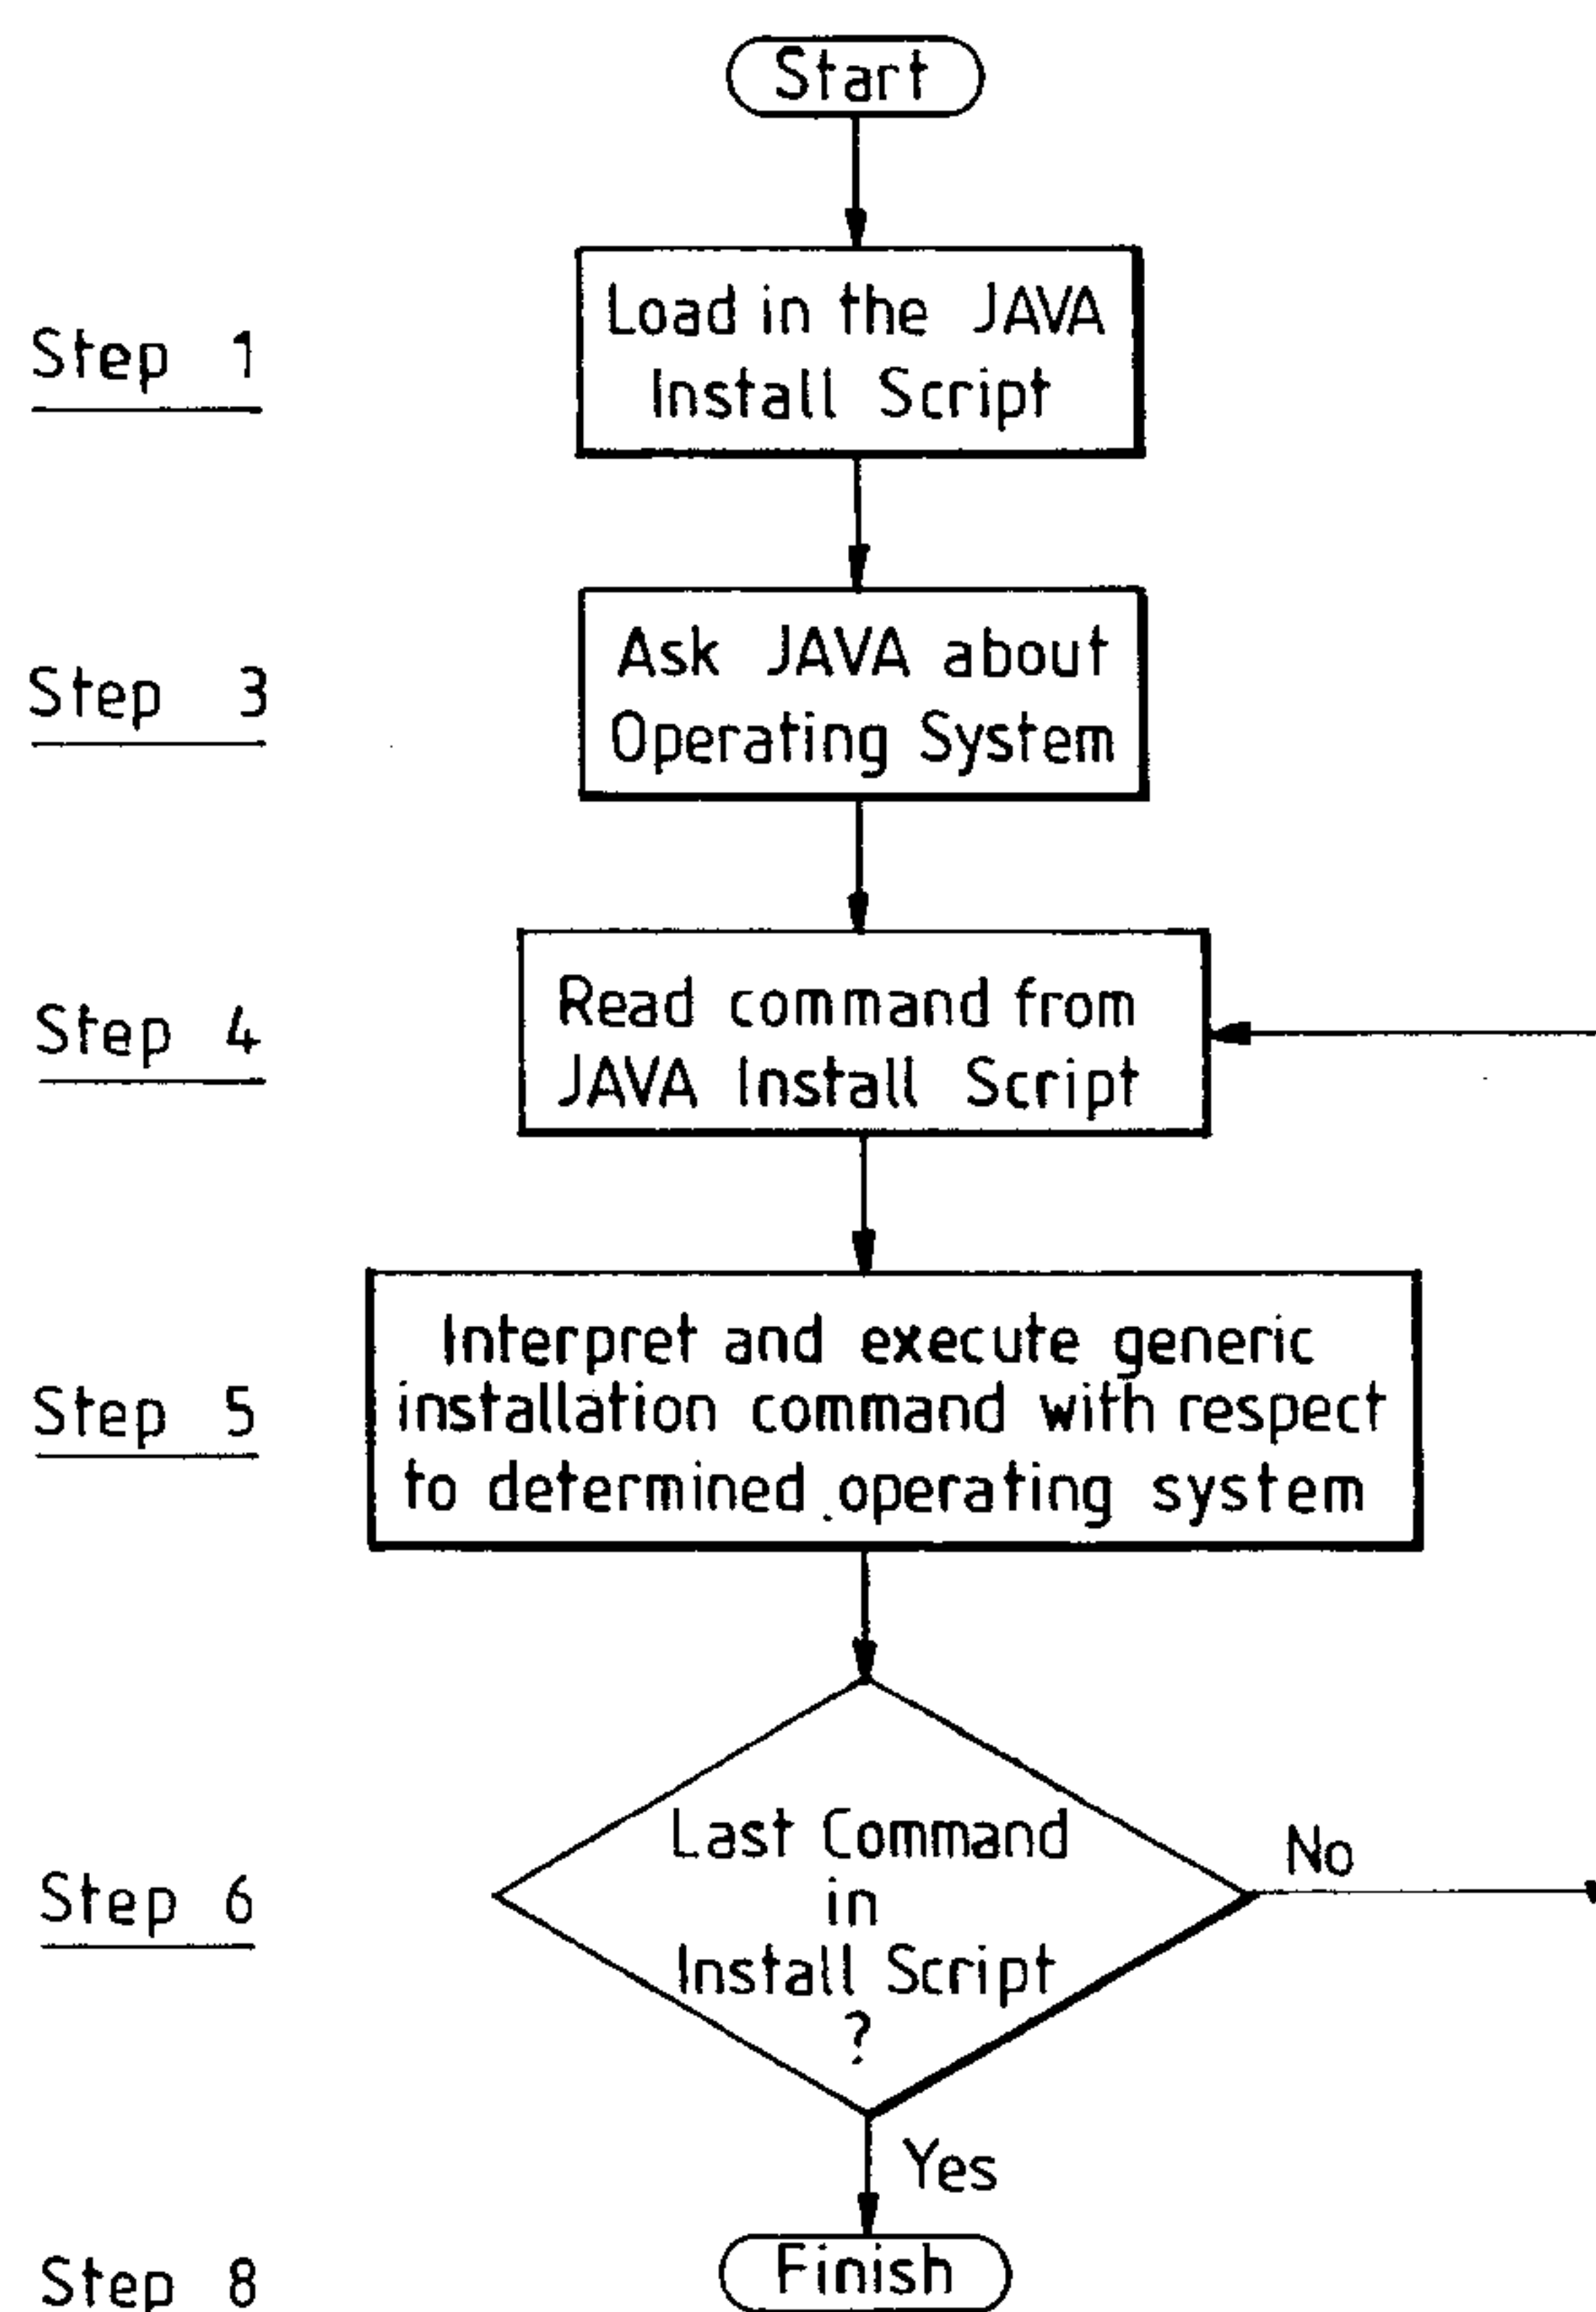 Start
Step 1
Load in the JAVA
Install Script
Step 3
Ask JAVA about
Operating System
Step 4
Read command from
JAVA Install Script
Step 5
Interpret and execute generic
installation command with respect
to determined operating system
Step 6
Last Command
in
Install Script
?
No
Yes
Step 8
Finish